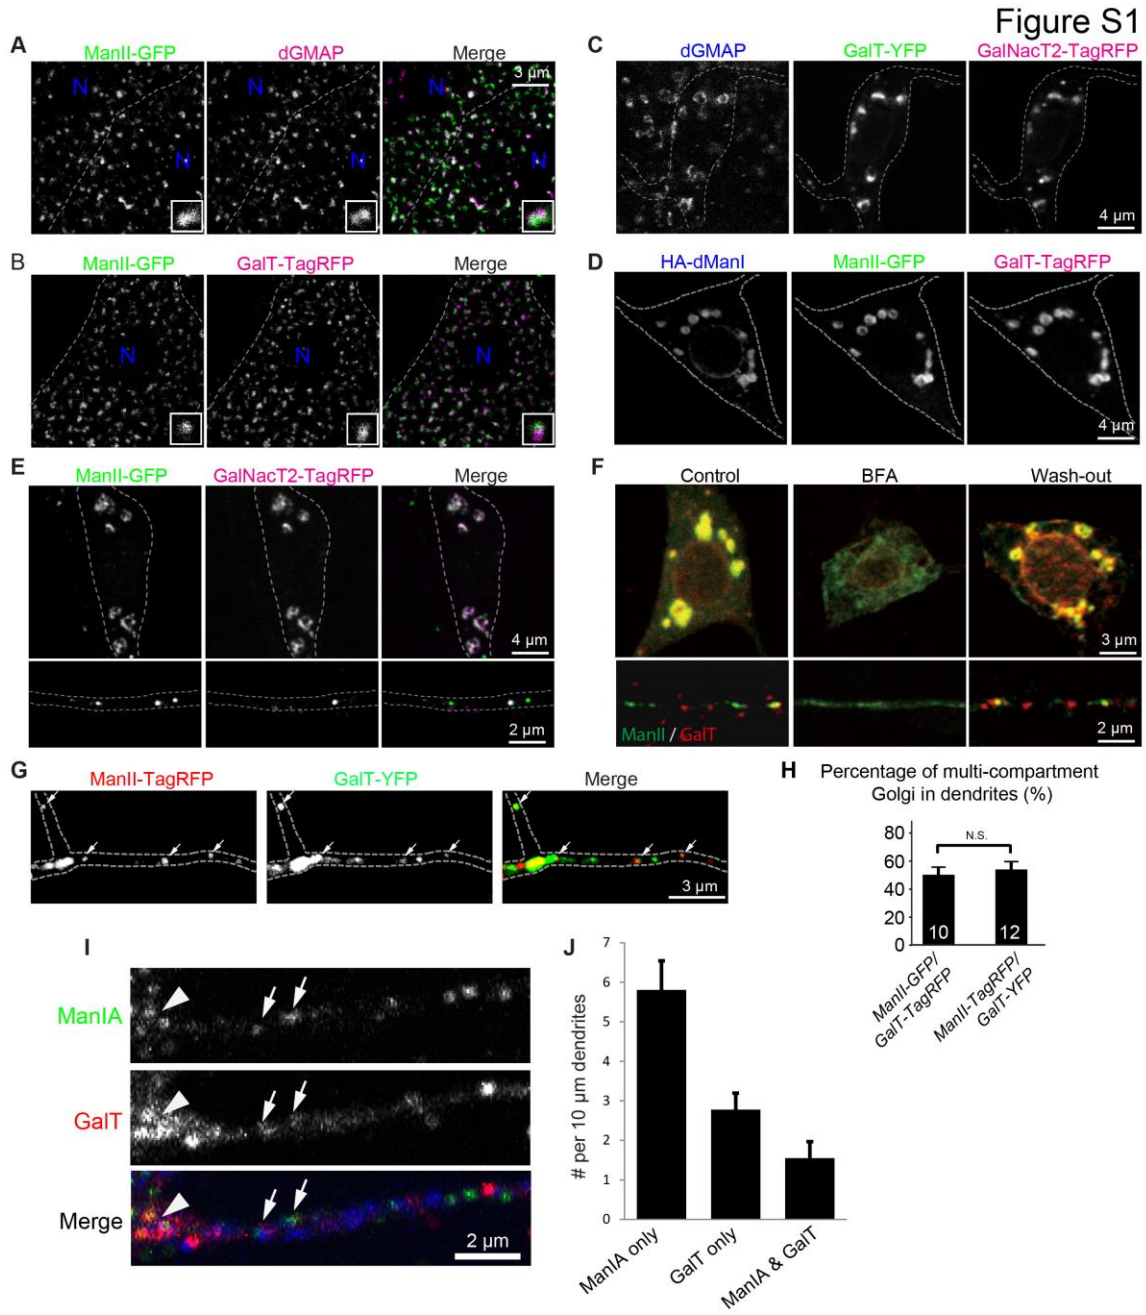 Figure S1
A
ManII-GFP
dGMAP
Merge
N
N
N
N
N
N
3 μm
B
ManII-GFP
GalT-TagRFP
Merge
N
N
N
C
dGMAP
GalT-YFP
GalNacT2-TagRFP
4 μm
D
HA-dManI
ManII-GFP
GalT-TagRFP
4 μm
E
ManII-GFP
GalNacT2-TagRFP
Merge
4 μm
2 μm
F
Control
BFA
Wash-out
3 μm
ManII / GalT
2 μm
G
ManII-TagRFP
GalT-YFP
Merge
3 μm
H
Percentage of multi-compartment
Golgi in dendrites (%)
N.S.
80
60
40
20
0
10
12
ManII-GFP/
GalT-TagRFP
ManII-TagRFP/
GalT-YFP
I
ManIA
GalT
Merge
2 μm
J
# per 10 μm dendrites
7
6
5
4
3
2
1
0
ManIA only
GalT only
ManIA & GalT